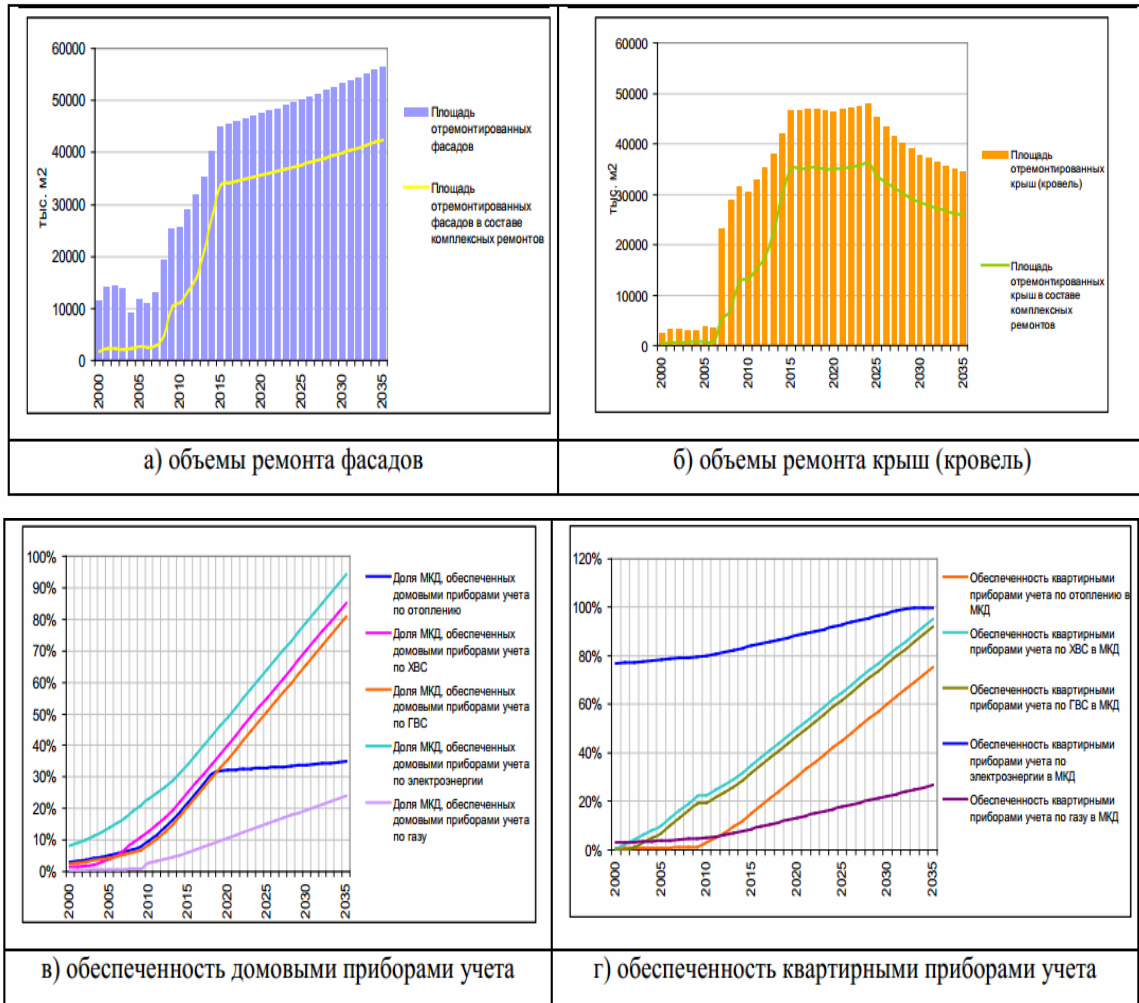 60000
50000
40000
30000
20000
10000
0
тыс. м2
2000
2005
2010
2015
2020
2025
2030
2035
Площадь
отремонтированных
фасадов
Площадь
отремонтированных
фасадов в составе
комплексных ремонтов
60000
50000
40000
30000
20000
10000
0
тыс. м2
2000
2005
2010
2015
2020
2025
2030
2035
Площадь
отремонтированных
крыш (кровель)
Площадь
отремонтированных
крыш в составе
комплексных
ремонтов
а) объемы ремонта фасадов
б) объемы ремонта крыш (кровель)
100%
90%
80%
70%
60%
50%
40%
30%
20%
10%
0%
2000
2005
2010
2015
2020
2025
2030
2035
Доля МКД, обеспеченных
домовыми приборами учета
по отоплению
Доля МКД, обеспеченных
домовыми приборами учета
по ХВС
Доля МКД, обеспеченных
домовыми приборами учета
по ГВС
Доля МКД, обеспеченных
домовыми приборами учета
по электроэнергии
Доля МКД, обеспеченных
домовыми приборами учета
по газу
120%
100%
80%
60%
40%
20%
0%
2000
2005
2010
2015
2020
2025
2030
2035
Обеспеченность квартирными
приборами учета по отоплению в
МКД
Обеспеченность квартирными
приборами учета по ХВС в МКД
Обеспеченность квартирными
приборами учета по ГВС в МКД
Обеспеченность квартирными
приборами учета по
электроэнергии в МКД
Обеспеченность квартирными
приборами учета по газу в МКД
в) обеспеченность домовыми приборами учета
г) обеспеченность квартирными приборами учета